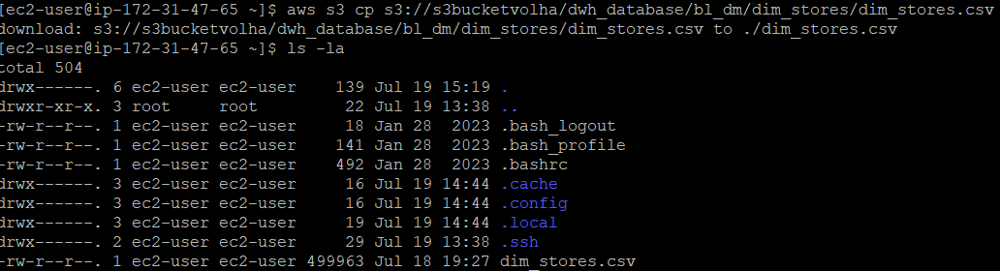 [ec2-user@ip-172-31-47-65 ~]$ aws s3 cp s3://s3bucketvolha/dwh_database/bl_dm/dim_stores/dim_stores.csv
download: s3://s3bucketvolha/dwh_database/bl_dm/dim_stores/dim_stores.csv to ./dim_stores.csv
[ec2-user@ip-172-31-47-65 ~]$ ls -la
total 504
drwx------. 6 ec2-user ec2-user    139 Jul 19 15:19 .
drwxr-xr-x. 3 root     root         22 Jul 19 13:38 ..
-rw-r--r--. 1 ec2-user ec2-user     18 Jan 28  2023 .bash_logout
-rw-r--r--. 1 ec2-user ec2-user    141 Jan 28  2023 .bash_profile
-rw-r--r--. 1 ec2-user ec2-user    492 Jan 28  2023 .bashrc
drwx------. 3 ec2-user ec2-user     16 Jul 19 14:44 .cache
drwx------. 3 ec2-user ec2-user     16 Jul 19 14:44 .config
drwx------. 3 ec2-user ec2-user     19 Jul 19 14:44 .local
drwx------. 2 ec2-user ec2-user     29 Jul 19 13:38 .ssh
-rw-r--r--. 1 ec2-user ec2-user 499963 Jul 18 19:27 dim_stores.csv